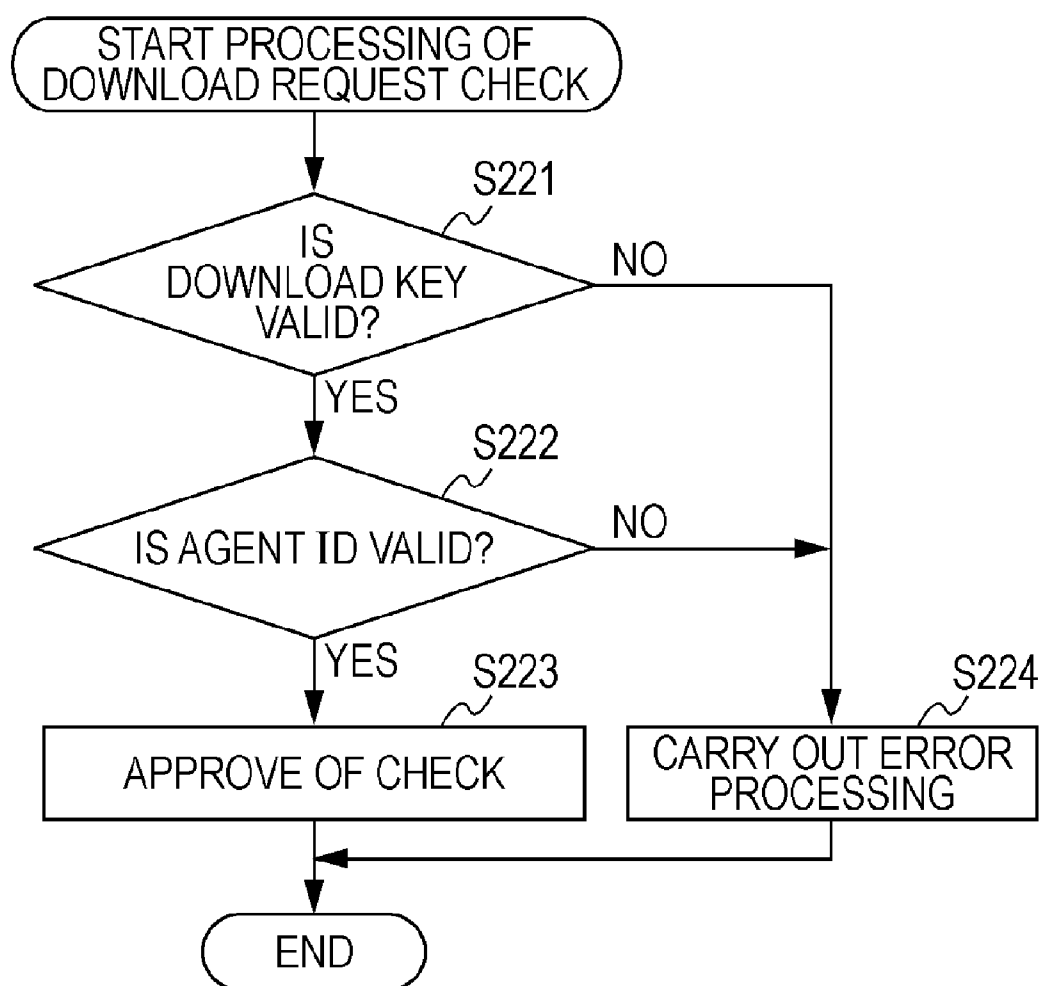 START PROCESSING OF
DOWNLOAD REQUEST CHECK
S221
IS
DOWNLOAD KEY
VALID?
NO
YES
S222
IS AGENT ID VALID?
NO
YES
S223
APPROVE OF CHECK
S224
CARRY OUT ERROR
PROCESSING
END